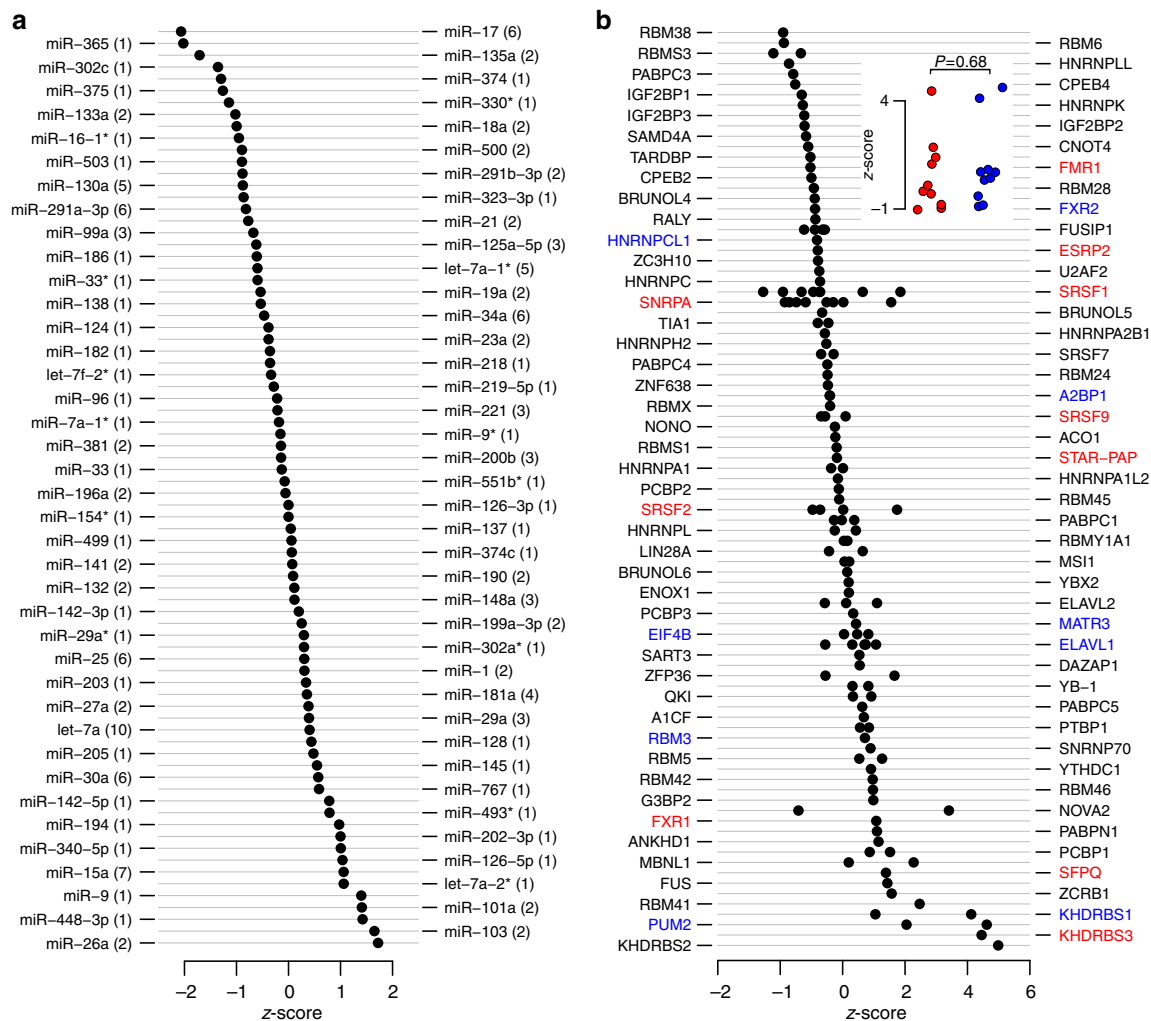 a
miR−365 (1)
miR−302c (1)
miR−375 (1)
miR−133a (2)
miR−16−1* (1)
miR−503 (1)
miR−130a (5)
miR−291a−3p (6)
miR−99a (3)
miR−186 (1)
miR−33* (1)
miR−138 (1)
miR−124 (1)
miR−182 (1)
let−7f−2* (1)
miR−96 (1)
miR−7a−1* (1)
miR−381 (2)
miR−33 (1)
miR−196a (2)
miR−154* (1)
miR−499 (1)
miR−141 (2)
miR−132 (2)
miR−142−3p (1)
miR−29a* (1)
miR−25 (6)
miR−203 (1)
miR−27a (2)
let−7a (10)
miR−205 (1)
miR−30a (6)
miR−142−5p (1)
miR−194 (1)
miR−340−5p (1)
miR−15a (7)
miR−9 (1)
miR−448−3p (1)
miR−26a (2)
miR−17 (6)
miR−135a (2)
miR−374 (1)
miR−330* (1)
miR−18a (2)
miR−500 (2)
miR−291b−3p (2)
miR−323−3p (1)
miR−21 (2)
miR−125a−5p (3)
let−7a−1* (5)
miR−19a (2)
miR−34a (6)
miR−23a (2)
miR−218 (1)
miR−219−5p (1)
miR−221 (3)
miR−9* (1)
miR−200b (3)
miR−551b* (1)
miR−126−3p (1)
miR−137 (1)
miR−374c (1)
miR−190 (2)
miR−148a (3)
miR−199a−3p (2)
miR−302a* (1)
miR−1 (2)
miR−181a (4)
miR−29a (3)
miR−128 (1)
miR−145 (1)
miR−767 (1)
miR−493* (1)
miR−202−3p (1)
miR−126−5p (1)
let−7a−2* (1)
miR−101a (2)
miR−103 (2)
−2 −1 0 1 2
z-score
b
RBM38
RBMS3
PABPC3
IGF2BP1
IGF2BP3
SAMD4A
TARDBP
CPEB2
BRUNOL4
RALY
HNRNPCL1
ZC3H10
HNRNPC
SNRPA
TIA1
HNRNPH2
PABPC4
ZNF638
RBMX
NONO
RBMS1
HNRNPA1
PCBP2
SRSF2
HNRNPL
LIN28A
BRUNOL6
ENOX1
PCBP3
EIF4B
SART3
ZFP36
QKI
A1CF
RBM3
RBM5
RBM42
G3BP2
FXR1
ANKHD1
MBNL1
FUS
RBM41
PUM2
KHDRBS2
P=0.68
4
z-score
−1
RBM6
HNRNPLL
CPEB4
HNRNPK
IGF2BP2
CNOT4
FMR1
RBM28
FXR2
FUSIP1
ESRP2
U2AF2
SRSF1
BRUNOL5
HNRNPA2B1
SRSF7
RBM24
A2BP1
SRSF9
ACO1
STAR−PAP
HNRNPA1L2
RBM45
PABPC1
RBMY1A1
MSI1
YBX2
ELAVL2
MATR3
ELAVL1
DAZAP1
YB−1
PABPC5
PTBP1
SNRNP70
YTHDC1
RBM46
NOVA2
PABPN1
PCBP1
SFPQ
ZCRB1
KHDRBS1
KHDRBS3
−2 −1 0 2 4 6
z-score